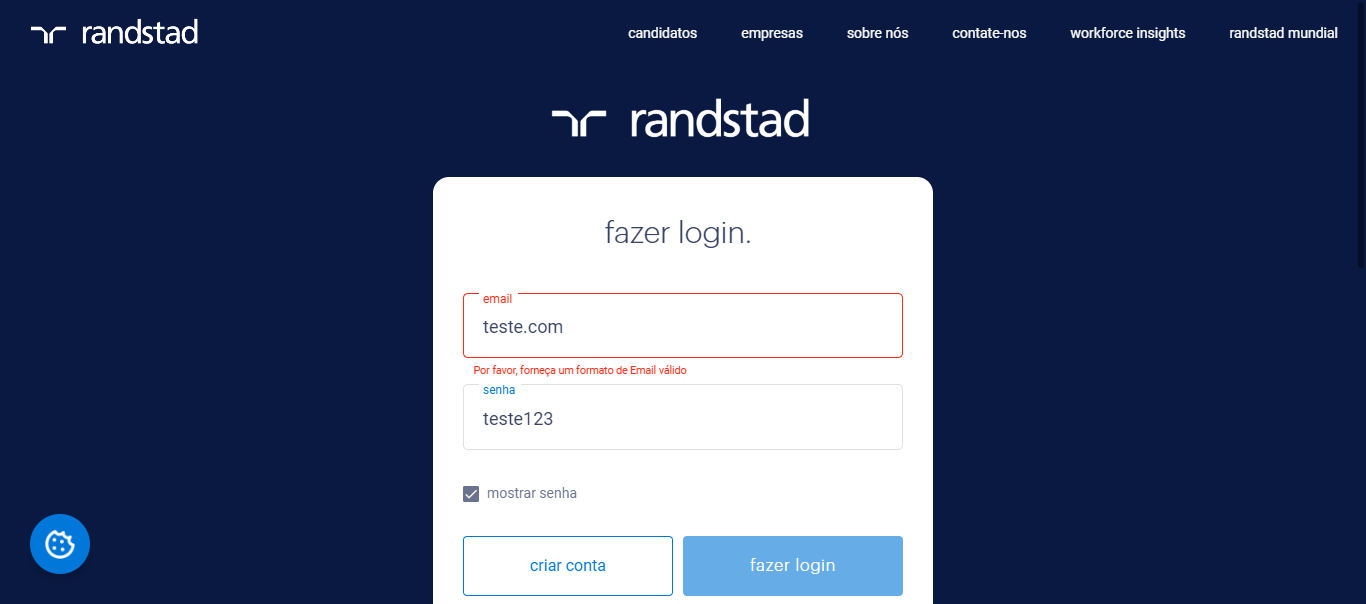 randstad
candidatos empresas sobre nós contate-nos workforce insights randstad mundial
randstad
fazer login.
email
teste.com
Por favor, forneça um formato de Email válido
senha
teste123
mostrar senha
criar conta fazer login